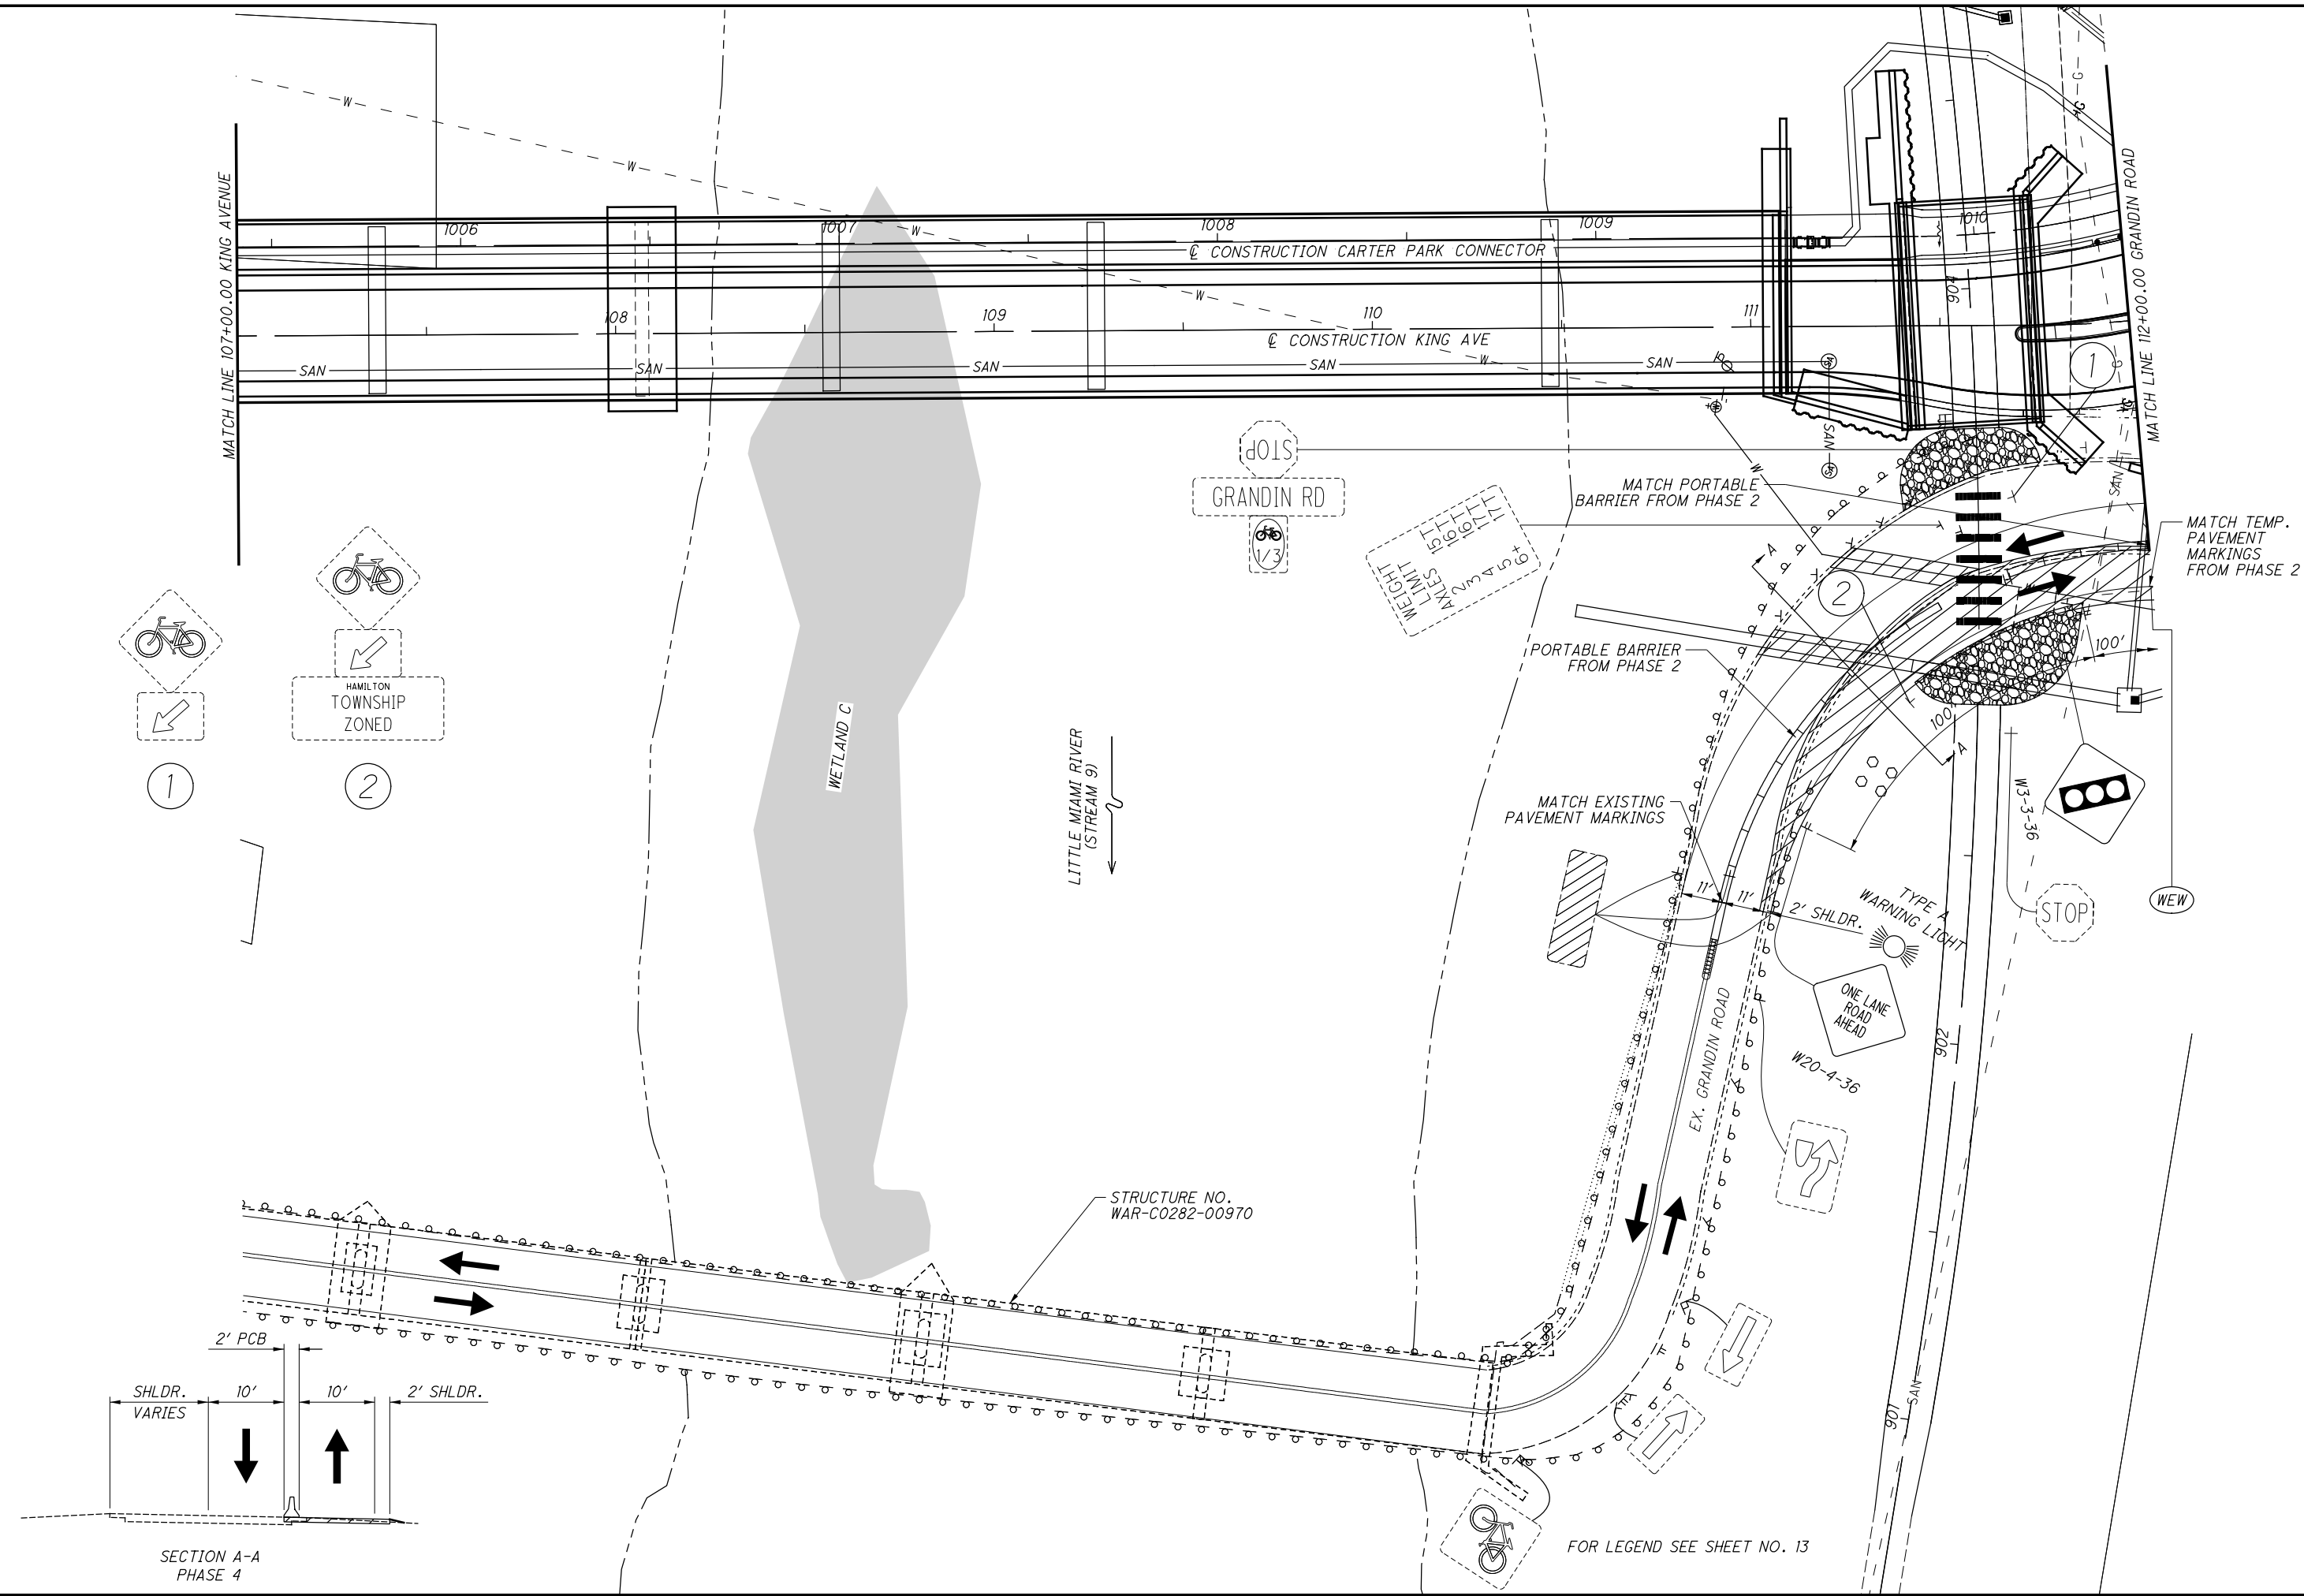 MATCH LINE 107+00.00 KING AVENUE
W
W
W
W
W
1006
1007
1008
1009
1010
℄ CONSTRUCTION CARTER PARK CONNECTOR
108
109
110
111
℄ CONSTRUCTION KING AVE
SAN
SAN
SAN
SAN
SAN
904
G
G
MATCH LINE 112+00.00 GRANDIN ROAD
1
SAN
SAN
W
STOP
GRANDIN RD
1/3
WEIGHT
LIMIT
AXLES
2 15T
3 16T
4 16T
5 17T
6+ 17T
MATCH PORTABLE
BARRIER FROM PHASE 2
MATCH TEMP.
PAVEMENT
MARKINGS
FROM PHASE 2
A
2
PORTABLE BARRIER
FROM PHASE 2
100'
100'
A
HAMILTON
TOWNSHIP
ZONED
1
2
WETLAND C
LITTLE MIAMI RIVER
(STREAM 9)
MATCH EXISTING
PAVEMENT MARKINGS
W3-3-36
11'
11'
2' SHLDR.
TYPE A
WARNING LIGHT
STOP
WEW
ONE LANE
ROAD
AHEAD
W20-4-36
EX. GRANDIN ROAD
902
STRUCTURE NO.
WAR-C0282-00970
2' PCB
SHLDR.
VARIES
10'
10'
2' SHLDR.
901
SAN
SECTION A-A
PHASE 4
FOR LEGEND SEE SHEET NO. 13